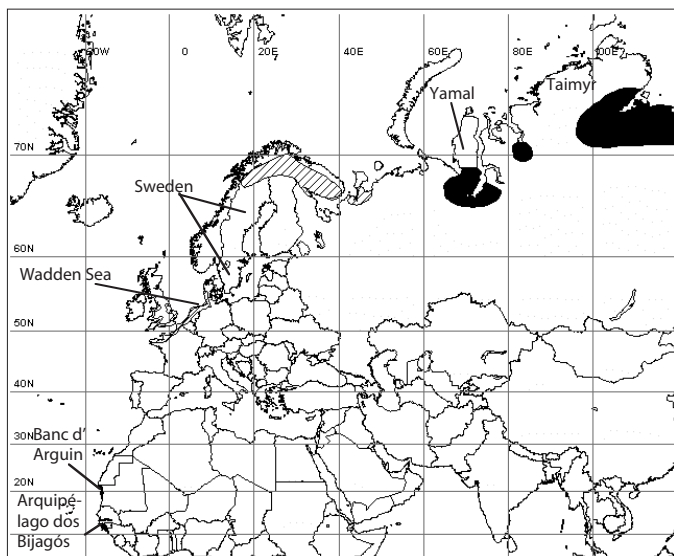 20W 0 20E 40E 60E 80E 100E
Taimyr
Yamal
70N
Sweden
60N
Wadden Sea
50N
40N
30N
Banc d’
Arguin
20N
Arquipé-
lago dos
Bijagós